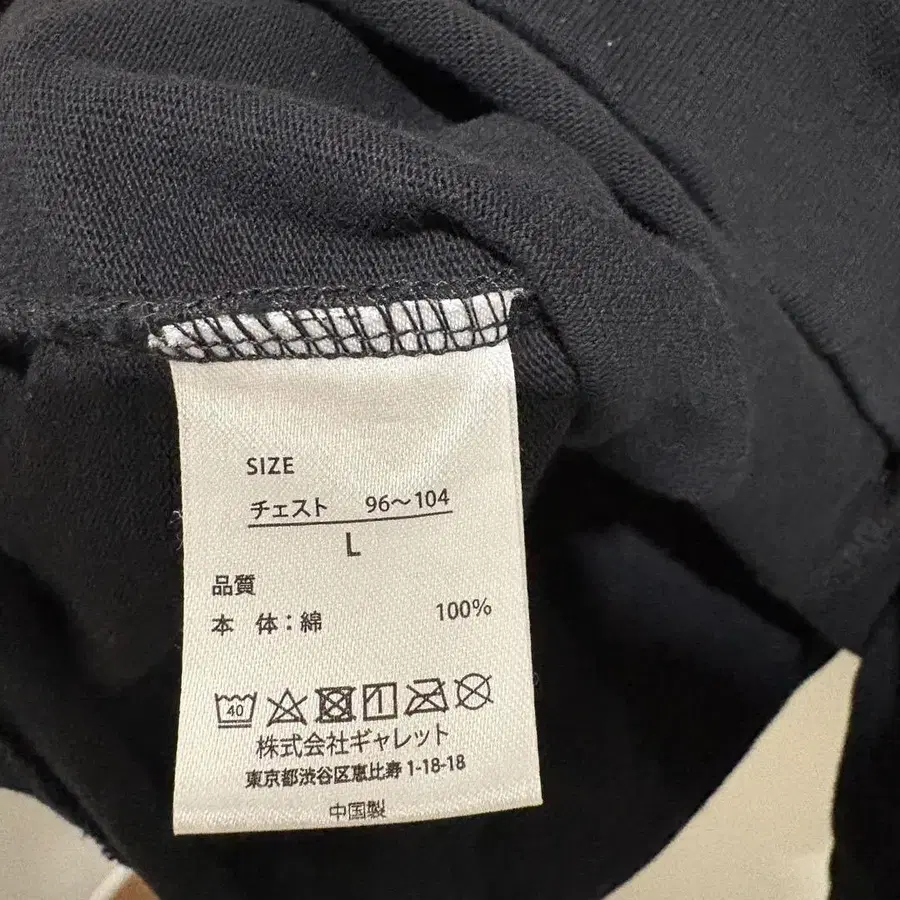 SIZE
チェスト 96～104
L
品質
本 体：綿 100%
40
株式会社ギャレット
東京都渋谷区恵比寿 1-18-18
中国製